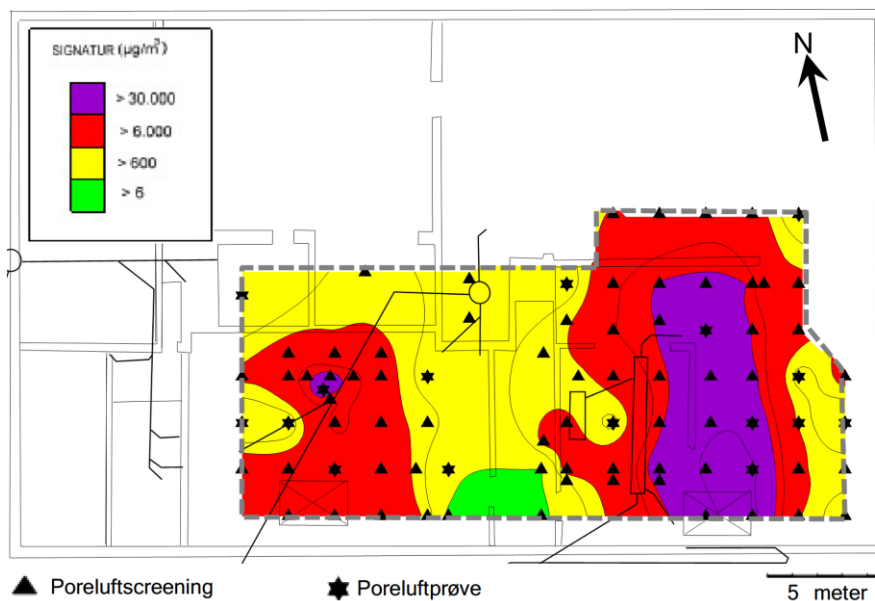 SIGNATUR (µg/m³)
> 30.000
> 6.000
> 600
> 6
N
Poreluftscreening
Poreluftprøve
5 meter